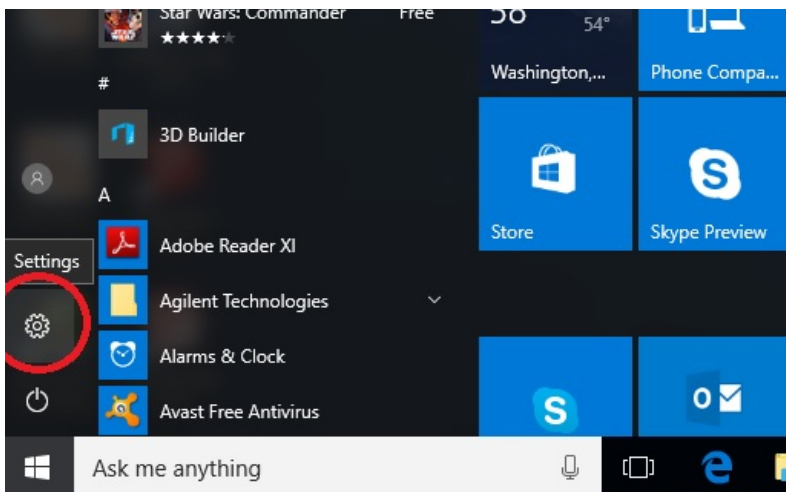 Star Wars: Commander Free
#
3D Builder
A
Adobe Reader XI
Settings
Agilent Technologies
Alarms & Clock
Avast Free Antivirus
58 54°
Washington,...
Phone Compa...
Store
Skype Preview
S
S
o
Ask me anything